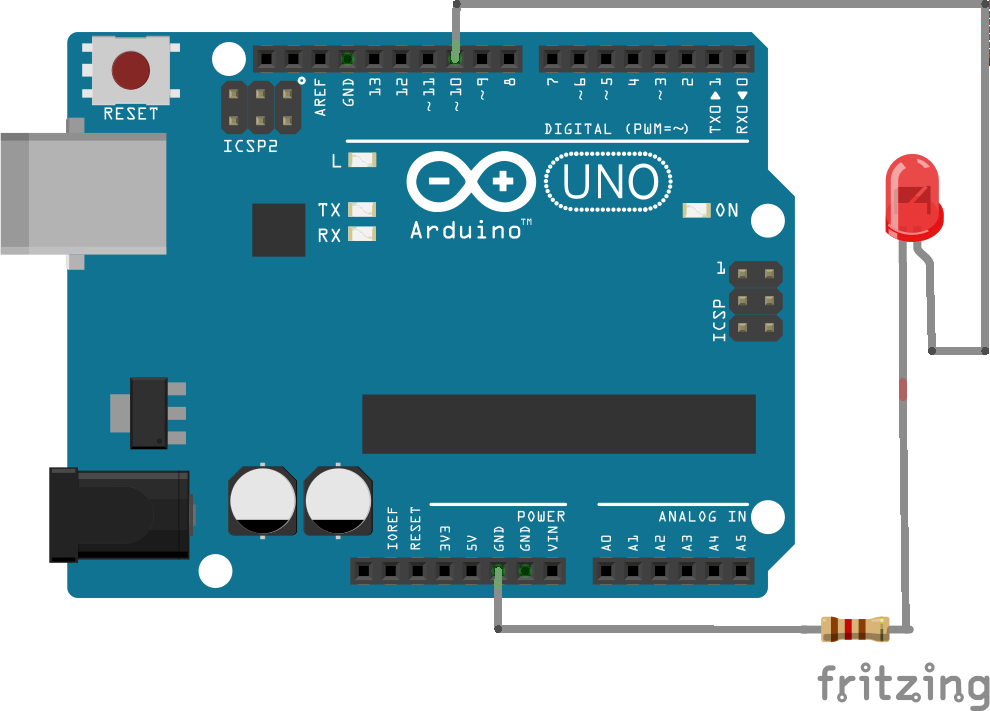 RESET
AREF
GND
13
12
~11
~10
~9
8
7
~6
~5
4
~3
2
TX0▶1
RX0◀0
DIGITAL (PWM=~)
ICSP2
L
TX
RX
Arduino™
UNO
ON
1
ICSP
POWER
ANALOG IN
IOREF
RESET
3V3
5V
GND
GND
VIN
A0
A1
A2
A3
A4
A5
fritzing